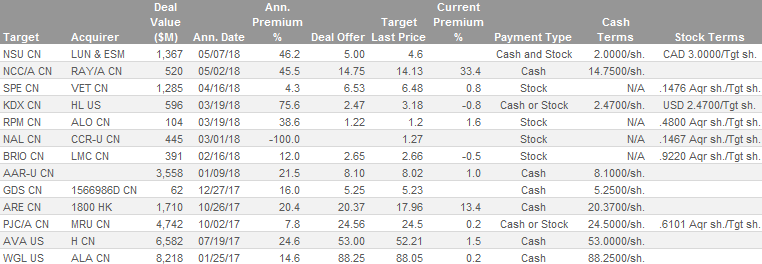 Target Acquirer Deal Value ($M) Ann. Date Ann. Premium % Deal Offer Target Last Price Current Premium % Payment Type Cash Terms Stock Terms
NSU CN LUN & ESM 1,367 05/07/18 46.2 5.00 4.6 Cash and Stock 2.0000/sh. CAD 3.0000/Tgt sh.
NCC/A CN RAY/A CN 520 05/02/18 45.5 14.75 14.13 33.4 Cash 14.7500/sh.
SPE CN VET CN 1,285 04/16/18 4.3 6.53 6.48 0.8 Stock N/A .1476 Aqr sh./Tgt sh.
KDX CN HL US 596 03/19/18 75.6 2.47 3.18 -0.8 Cash or Stock 2.4700/sh. USD 2.4700/Tgt sh.
RPM CN ALO CN 104 03/19/18 38.6 1.22 1.2 1.6 Stock N/A .4800 Aqr sh./Tgt sh.
NAL CN CCR-U CN 445 03/01/18 -100.0 1.27 Stock N/A .1467 Aqr sh./Tgt sh.
BRIO CN LMC CN 391 02/16/18 12.0 2.65 2.66 -0.5 Stock N/A .9220 Aqr sh./Tgt sh.
AAR-U CN 3,558 01/09/18 21.5 8.10 8.02 1.0 Cash 8.1000/sh.
GDS CN 1566986D CN 62 12/27/17 16.0 5.25 5.23 Cash 5.2500/sh.
ARE CN 1800 HK 1,710 10/26/17 20.4 20.37 17.96 13.4 Cash 20.3700/sh.
PJC/A CN MRU CN 4,742 10/02/17 7.8 24.56 24.5 0.2 Cash or Stock 24.5000/sh. .6101 Aqr sh./Tgt sh.
AVA US H CN 6,582 07/19/17 24.6 53.00 52.21 1.5 Cash 53.0000/sh.
WGL US ALA CN 8,218 01/25/17 14.6 88.25 88.05 0.2 Cash 88.2500/sh.